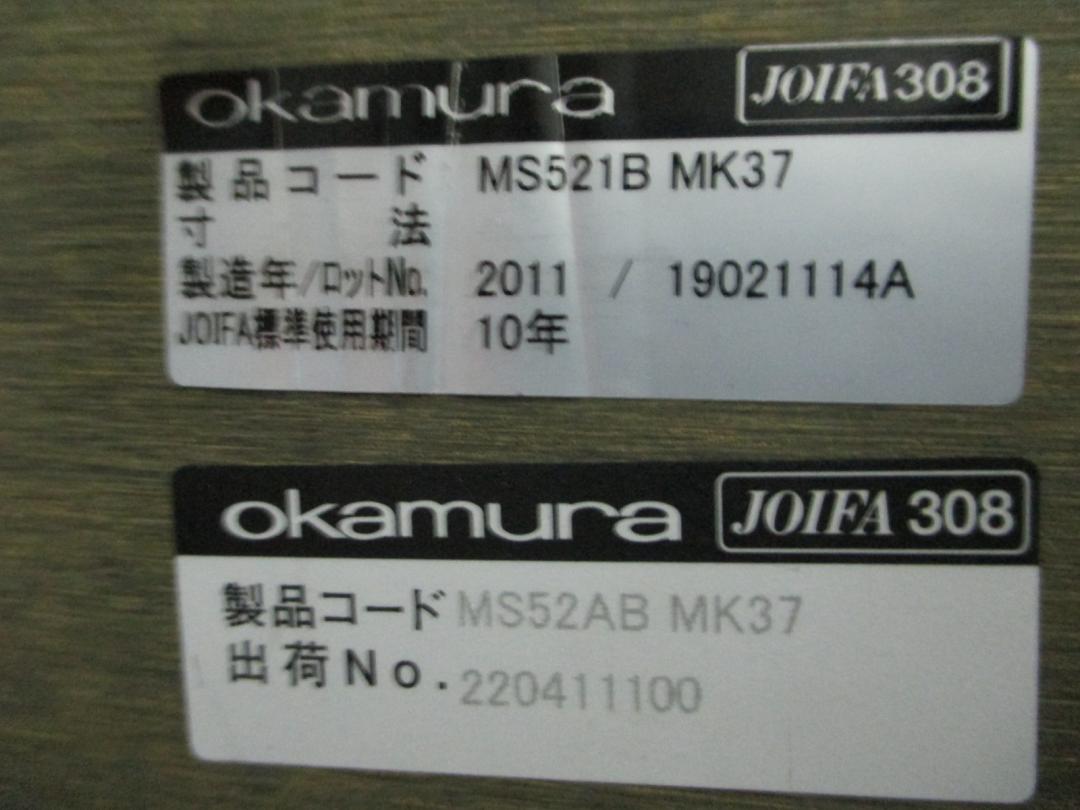 okamura JOIFA308
製品コード MS521B MK37
寸法
製造年/ロットNo. 2011 / 19021114A
JOIFA標準使用期間 10年
okamura JOIFA 308
製品コード MS52AB MK37
出荷No. 220411100